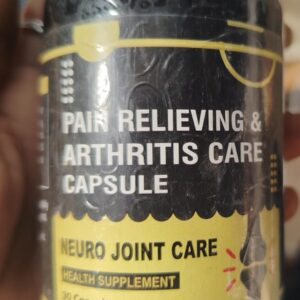 PAIN RELIEVING &
ARTHRITIS CARE
CAPSULE
NEURO JOINT CARE
HEALTH SUPPLEMENT